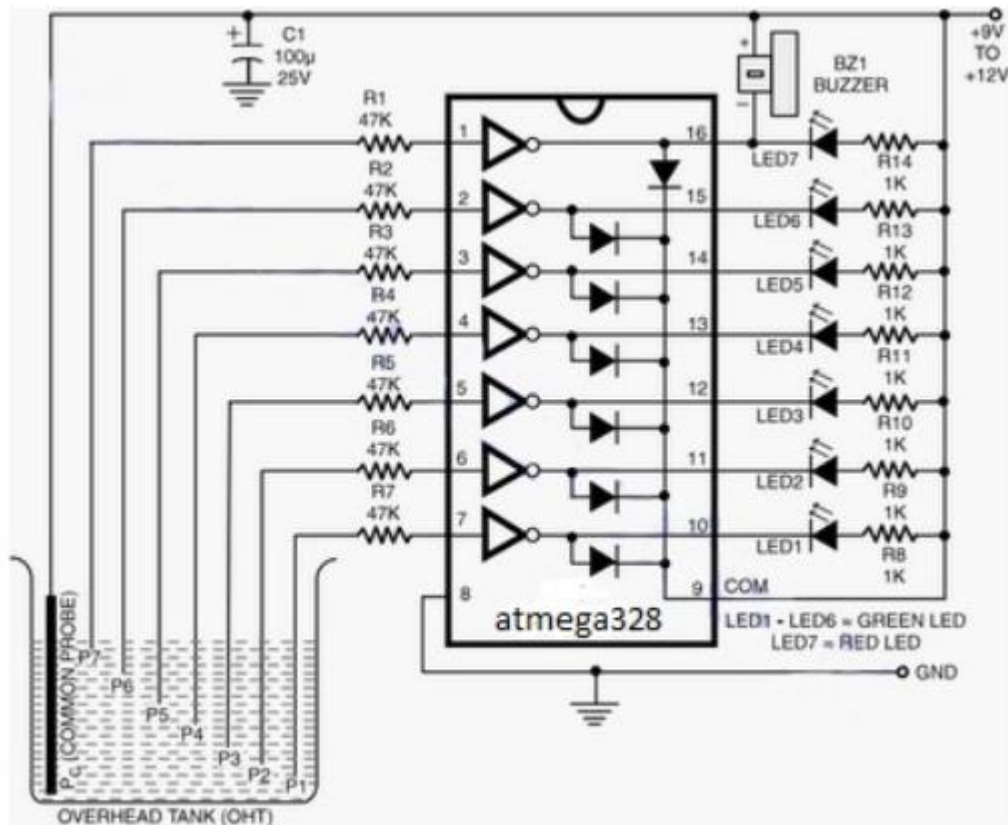 C1
100µ
25V
+9V
TO
+12V
BZ1
BUZZER
+
−
R1
47K
R2
47K
R3
47K
R4
47K
R5
47K
R6
47K
R7
47K
1
2
3
4
5
6
7
8
16
15
14
13
12
11
10
9
COM
LED7
LED6
LED5
LED4
LED3
LED2
LED1
R14
1K
R13
1K
R12
1K
R11
1K
R10
1K
R9
1K
R8
1K
atmega328
LED1 - LED6 = GREEN LED
LED7 = RED LED
GND
(COMMON PROBE)
P7
P6
P5
P4
P3
P2
P1
OVERHEAD TANK (OHT)